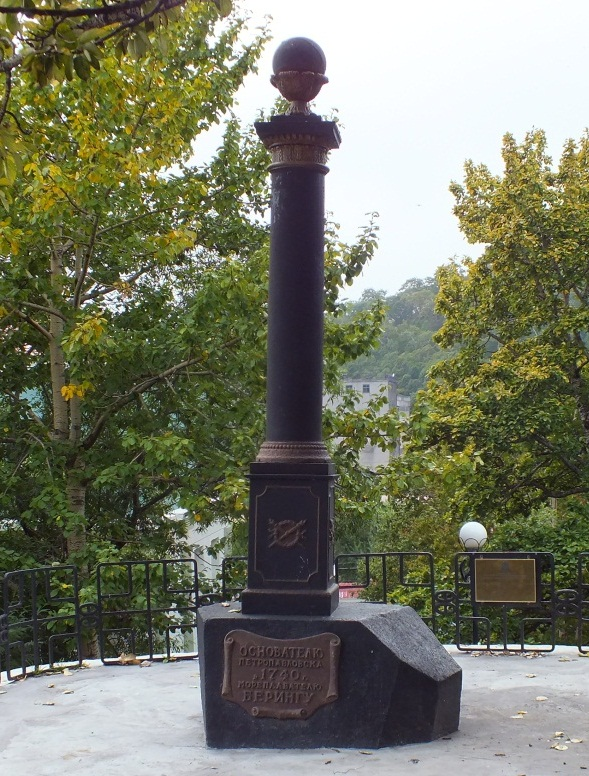 ОСНОВАТЕЛЮ
ПЕТРОПАВЛОВСКА
в 1740 г.
МОРЕПЛАВАТЕЛЮ
БЕРИНГУ